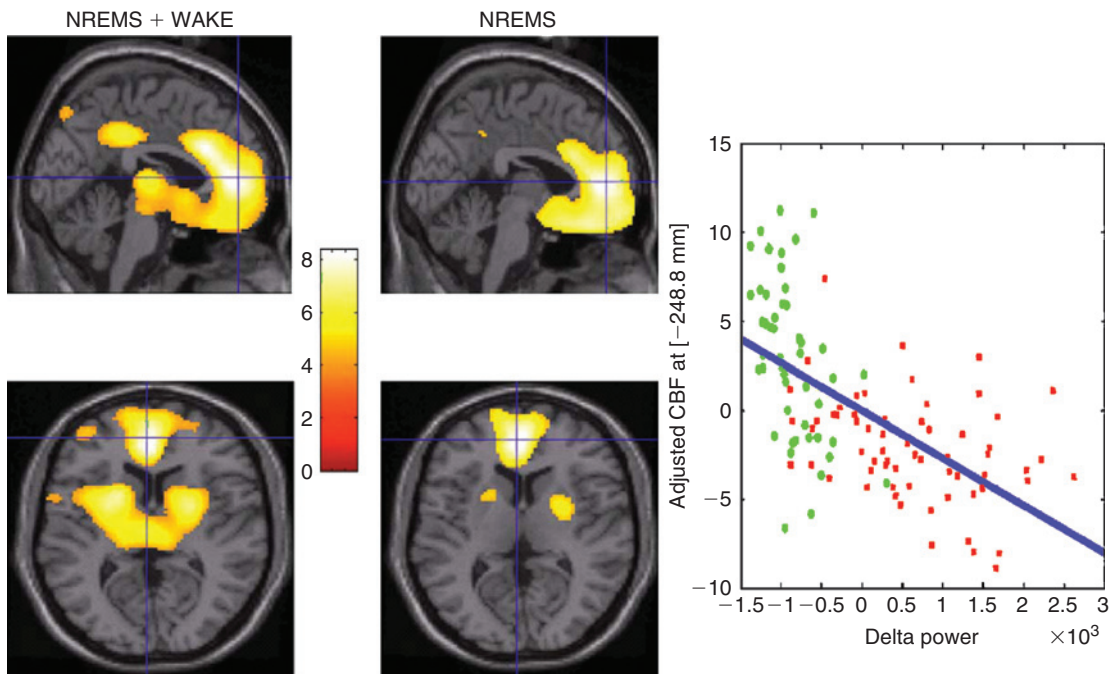 NREMS + WAKE
NREMS
8
6
4
2
0
Adjusted CBF at [−248.8 mm]
15
10
5
0
−5
−10
−1.5 −1 −0.5 0 0.5 1 1.5 2 2.5 3
Delta power ×10³